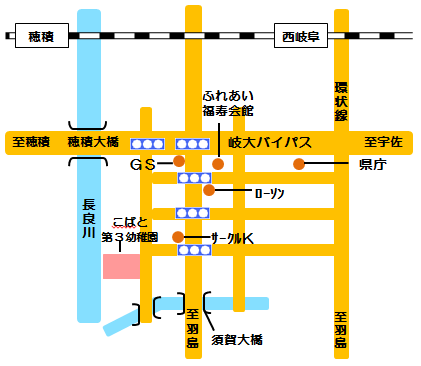 穂積
西岐阜
ふれあい
福寿会館
環状線
至穂積
穂積大橋
岐大バイパス
至宇佐
GS
県庁
ﾛｰｿﾝ
長良川
こばと
第3幼稚園
ｻｰｸﾙK
至羽島
須賀大橋
至羽島